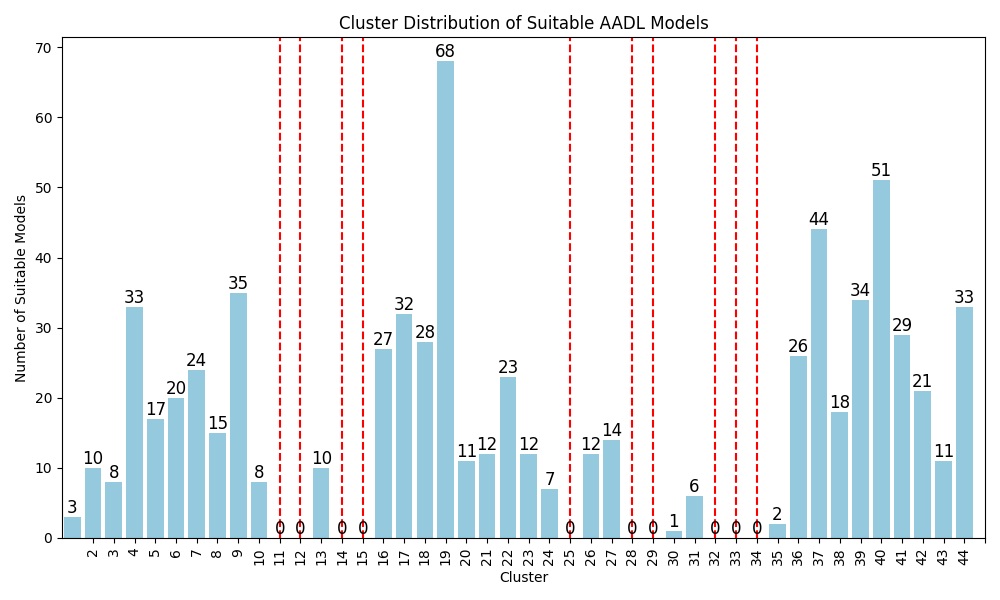 Cluster Distribution of Suitable AADL Models
Number of Suitable Models
70
60
50
40
30
20
10
0
3 10 8 33 17 20 24 15 35 8 0 0 10 0 0 27 32 28 68 11 12 23 12 7 0 12 14 0 0 1 6 0 0 0 2 26 44 18 34 51 29 21 11 33
2 3 4 5 6 7 8 9 10 11 12 13 14 15 16 17 18 19 20 21 22 23 24 25 26 27 28 29 30 31 32 33 34 35 36 37 38 39 40 41 42 43 44
Cluster